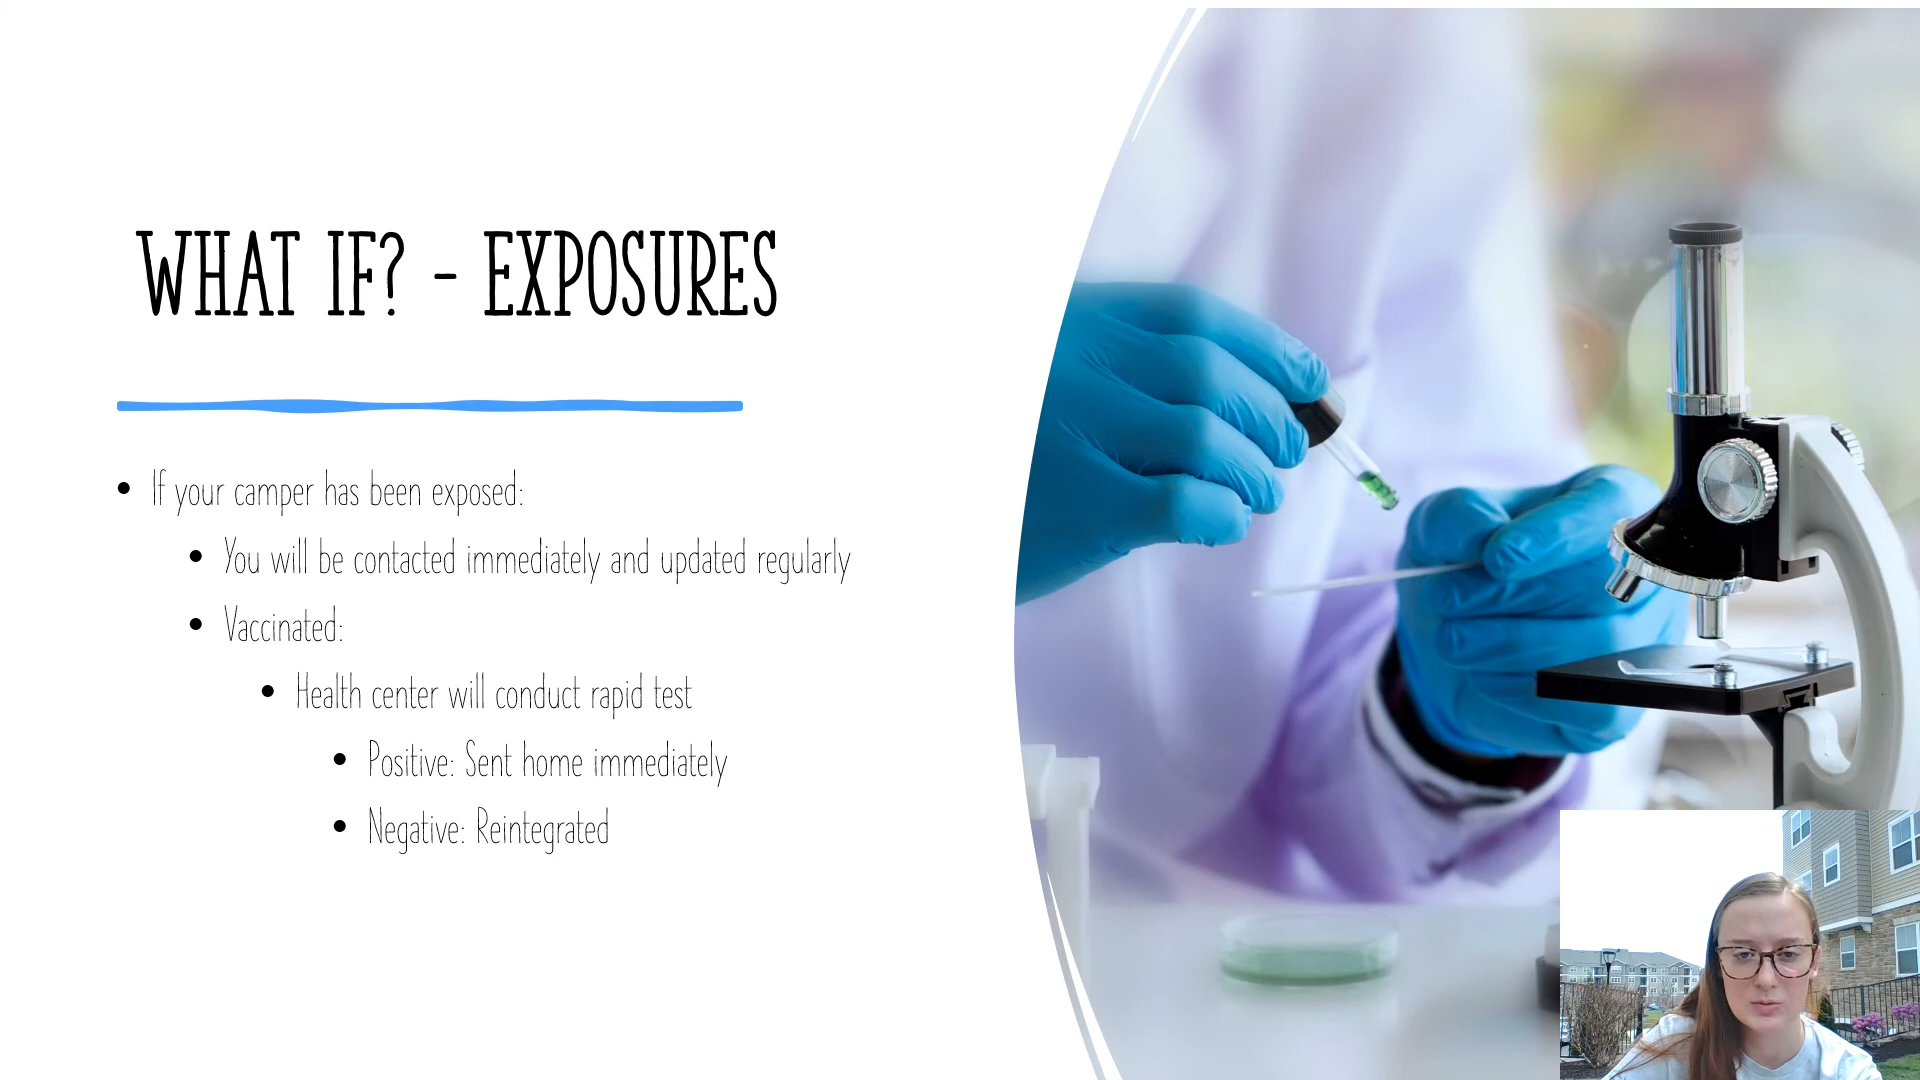 WHAT IF? - EXPOSURES
• If your camper has been exposed:
• You will be contacted immediately and updated regularly
• Vaccinated:
• Health center will conduct rapid test
• Positive: Sent home immediately
• Negative: Reintegrated